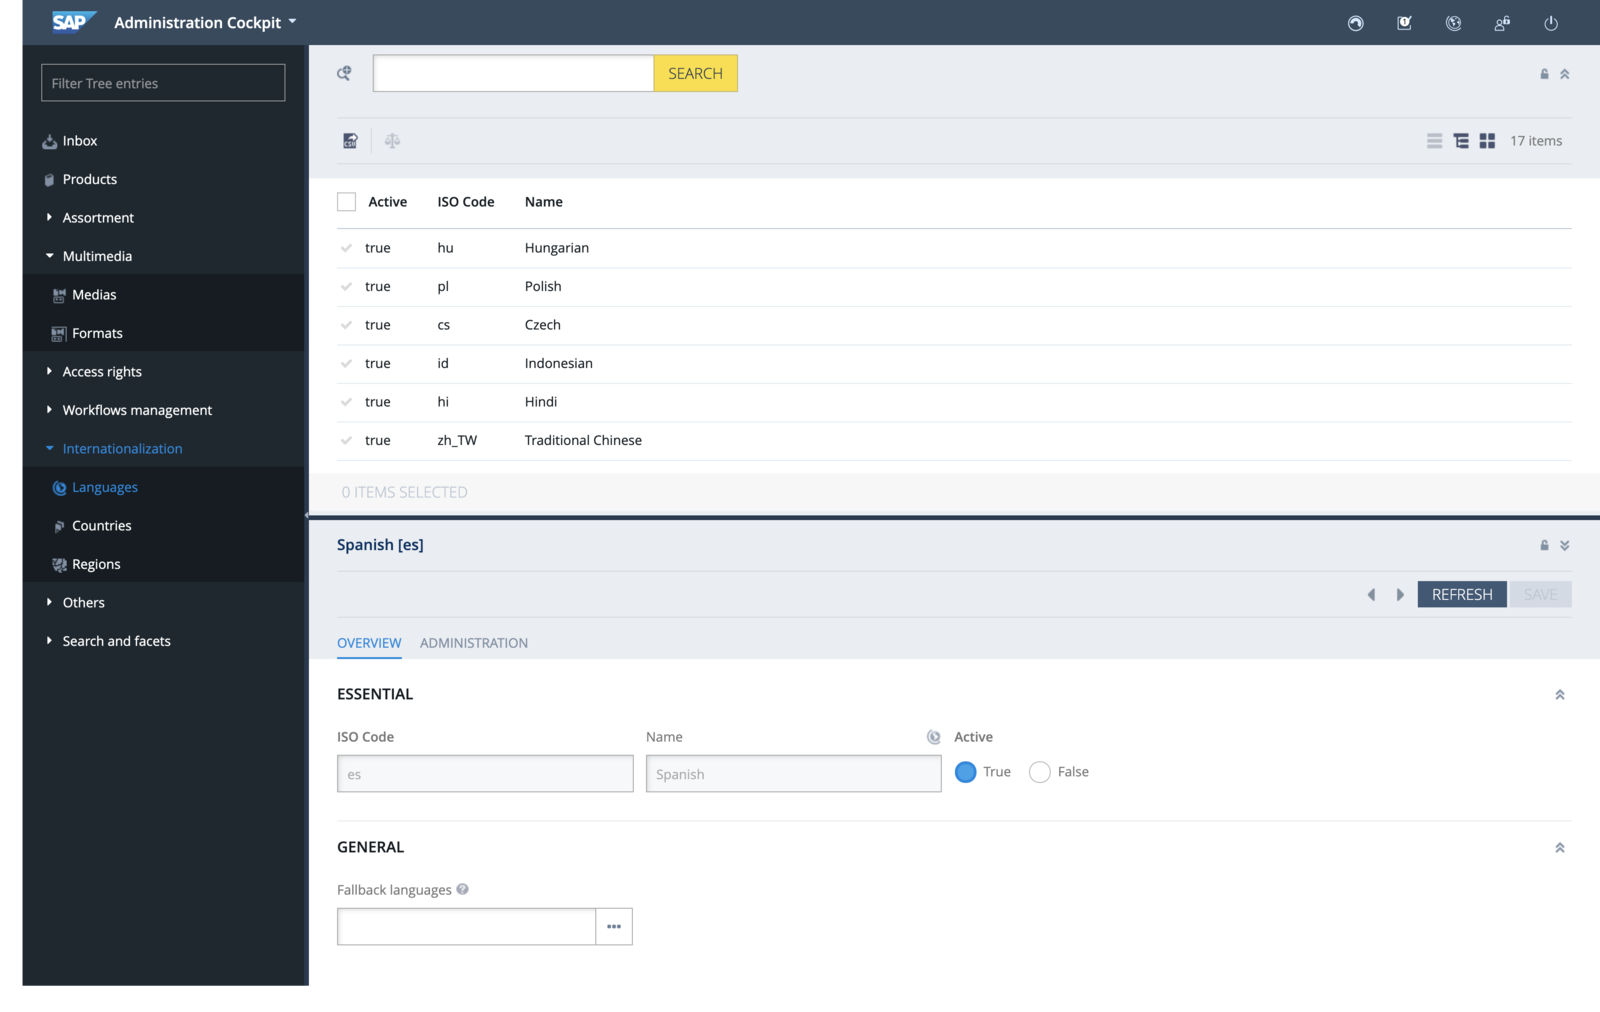 SAP Administration Cockpit
Filter Tree entries
Inbox
Products
Assortment
Multimedia
Medias
Formats
Access rights
Workflows management
Internationalization
Languages
Countries
Regions
Others
Search and facets
SEARCH
CSV
17 items
Active ISO Code Name
true hu Hungarian
true pl Polish
true cs Czech
true id Indonesian
true hi Hindi
true zh_TW Traditional Chinese
0 ITEMS SELECTED
Spanish [es]
REFRESH SAVE
OVERVIEW ADMINISTRATION
ESSENTIAL
ISO Code Name Active
es Spanish True False
GENERAL
Fallback languages ?
•••